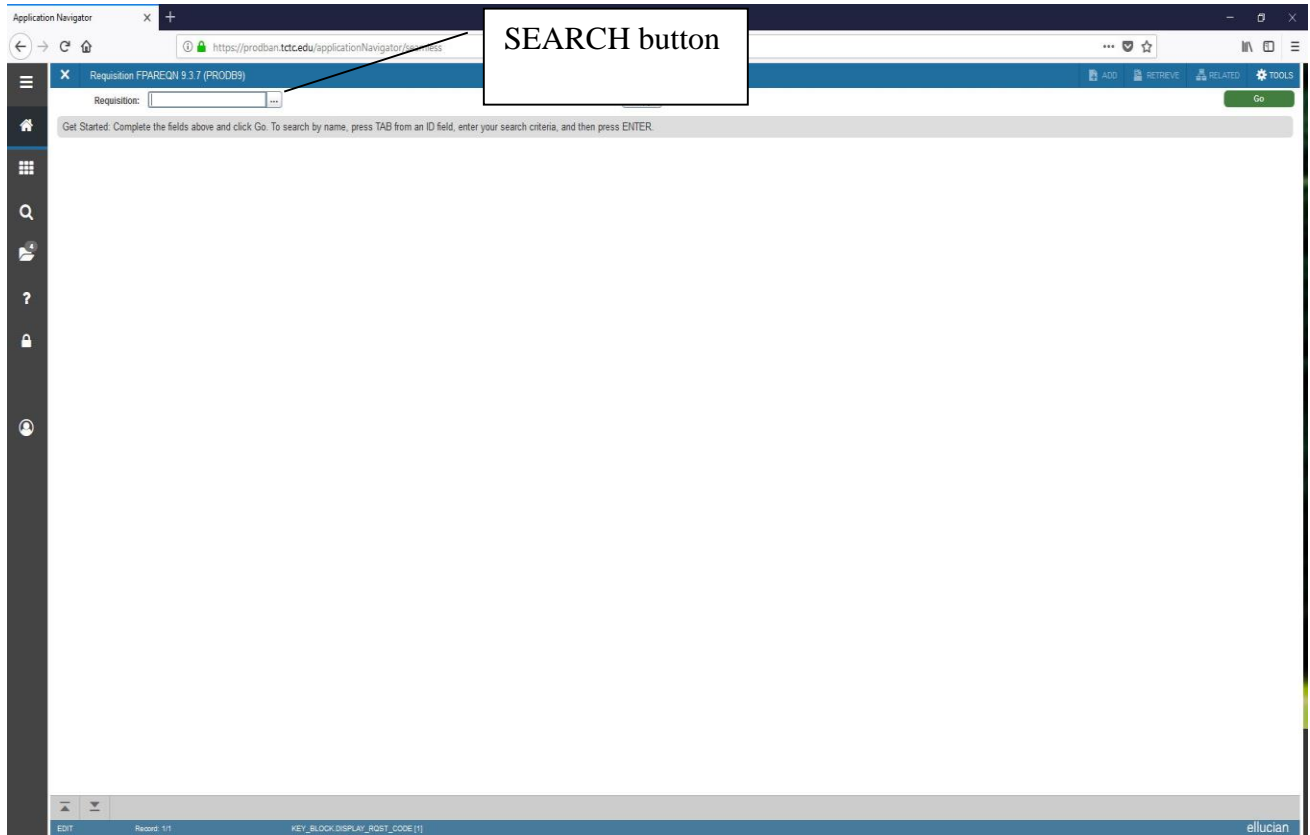 Application Navigator
SEARCH button
https://prodban.tctc.edu/applicationNavigator/seamless
Requisition FPAREQN 9.3.7 (PRODB9)
ADD
RETRIEVE
RELATED
TOOLS
Requisition:
...
Go
Get Started: Complete the fields above and click Go. To search by name, press TAB from an ID field, enter your search criteria, and then press ENTER.
4
?
EDIT
Record: 1/1
KEY_BLOCK.DISPLAY_RQST_CODE [1]
ellucian